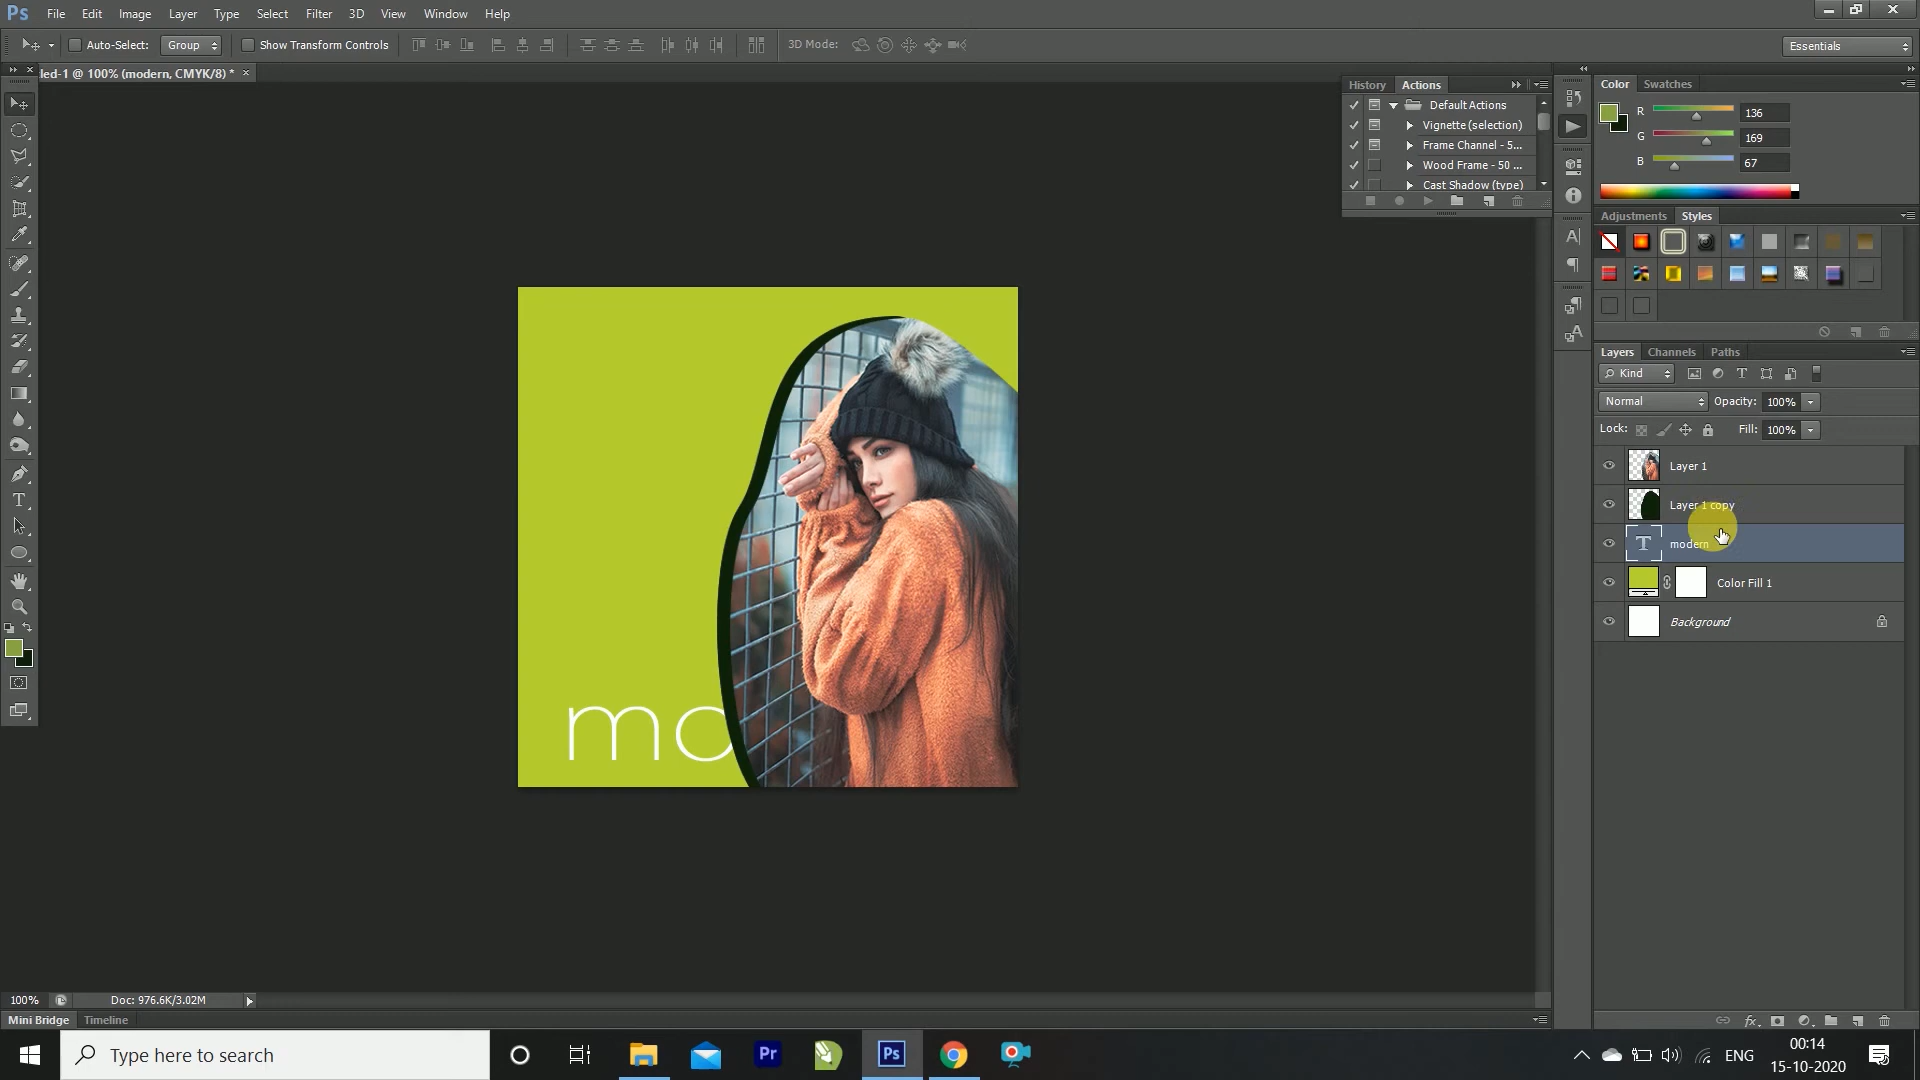 Ps File Edit Image Layer Type Select Filter 3D View Window Help
Auto-Select: Group Show Transform Controls 3D Mode: Essentials
led-1 @ 100% (modern, CMYK/8) * ×
History Actions
Default Actions
Vignette (selection)
Frame Channel - 5...
Wood Frame - 50 ...
Cast Shadow (type)
Color Swatches
R 136
G 169
B 67
Adjustments Styles
Layers Channels Paths
Kind
Normal Opacity: 100%
Lock: Fill: 100%
Layer 1
Layer 1 copy
modern
Color Fill 1
Background
mo
100% Doc: 976.6K/3.02M
Mini Bridge Timeline
Type here to search
Pr
Ps
ENG
00:14
15-10-2020